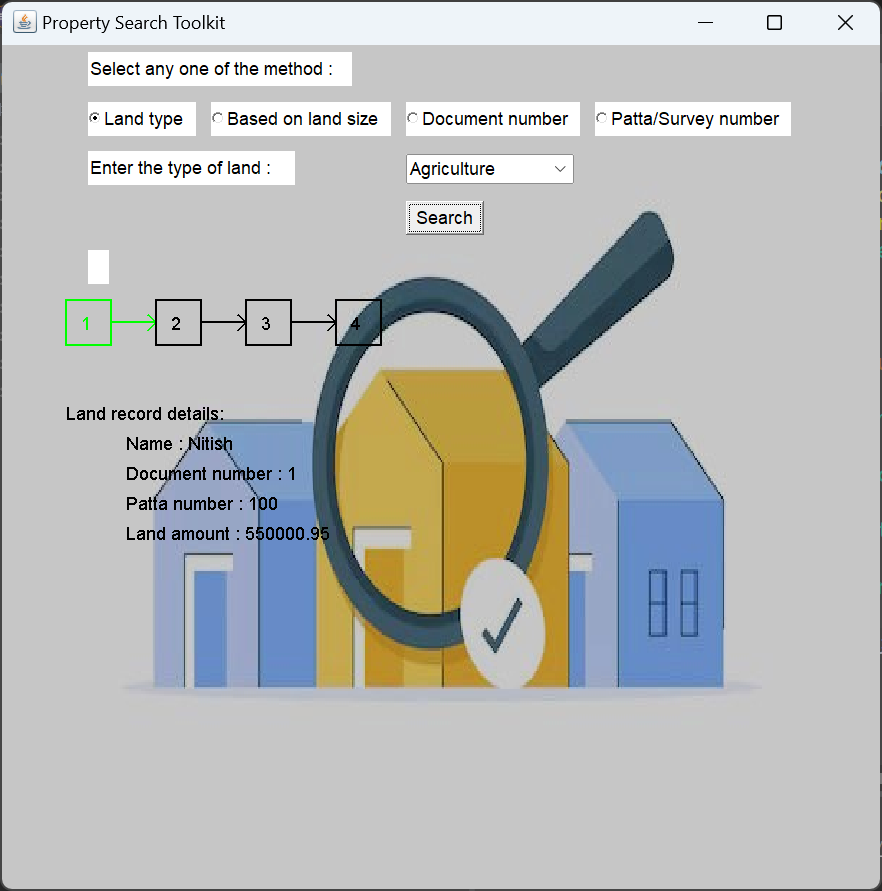 Property Search Toolkit
Select any one of the method :
Land type Based on land size Document number Patta/Survey number
Enter the type of land : Agriculture
Search
1 2 3 4
Land record details:
Name : Nitish
Document number : 1
Patta number : 100
Land amount : 550000.95